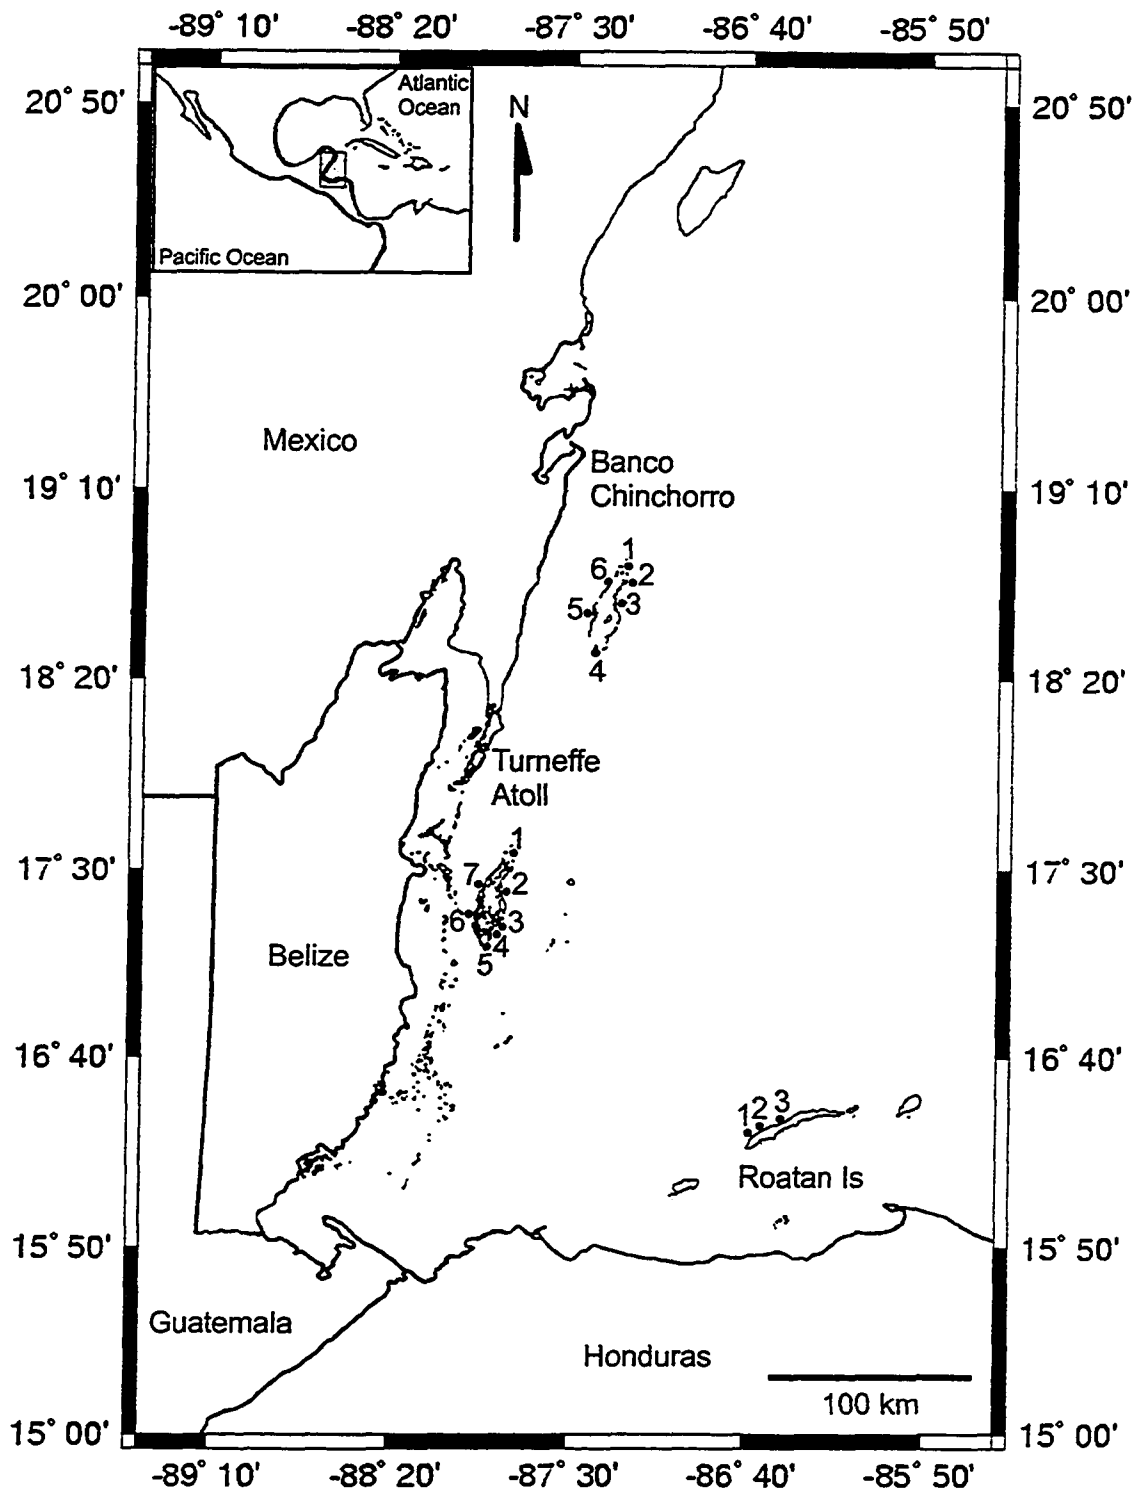 -89° 10' -88° 20' -87° 30' -86° 40' -85° 50'
Atlantic
Ocean
N
20° 50' 20° 50'
Pacific Ocean
20° 00' 20° 00'
Mexico
Banco
Chinchorro
19° 10' 19° 10'
1
6 2
5 3
4
18° 20' 18° 20'
Turneffe
Atoll
1
17° 30' 17° 30'
7 2
6 3
4
5
Belize
16° 40' 16° 40'
1 2 3
Roatan Is
15° 50' 15° 50'
Guatemala
Honduras
100 km
15° 00' 15° 00'
-89° 10' -88° 20' -87° 30' -86° 40' -85° 50'